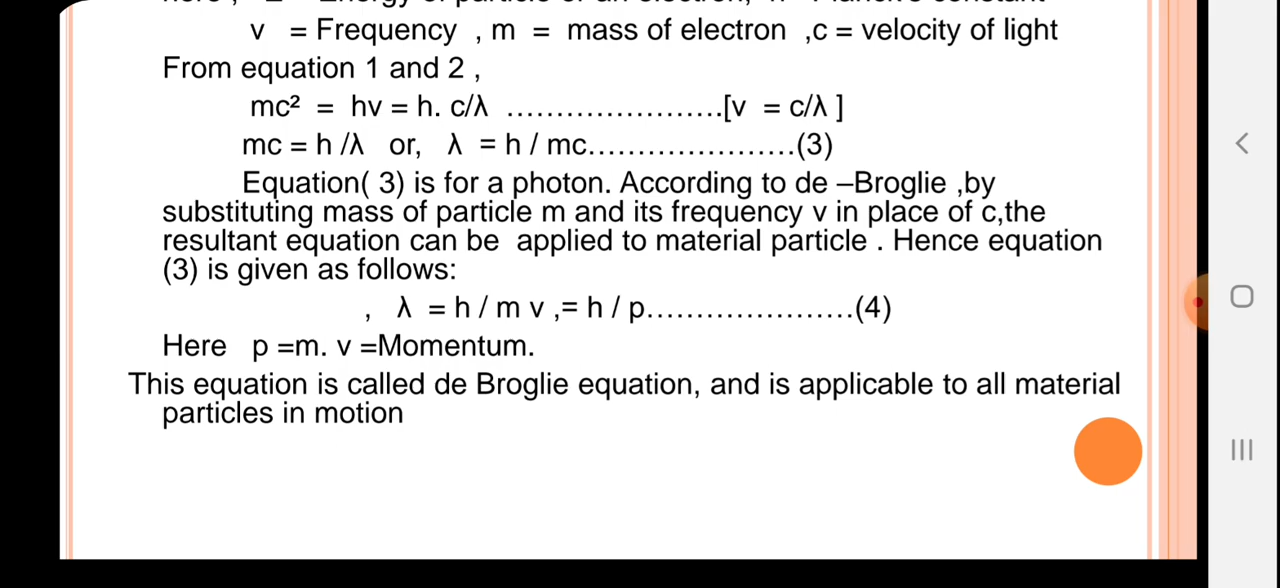 v = Frequency , m = mass of electron ,c = velocity of light
From equation 1 and 2 ,
mc² = hv = h. c/λ ......................[v = c/λ ]
mc = h /λ or, λ = h / mc.....................(3)
Equation( 3) is for a photon. According to de –Broglie ,by
substituting mass of particle m and its frequency v in place of c,the
resultant equation can be applied to material particle . Hence equation
(3) is given as follows:
, λ = h / m v ,= h / p.....................(4)
Here p =m. v =Momentum.
This equation is called de Broglie equation, and is applicable to all material
particles in motion